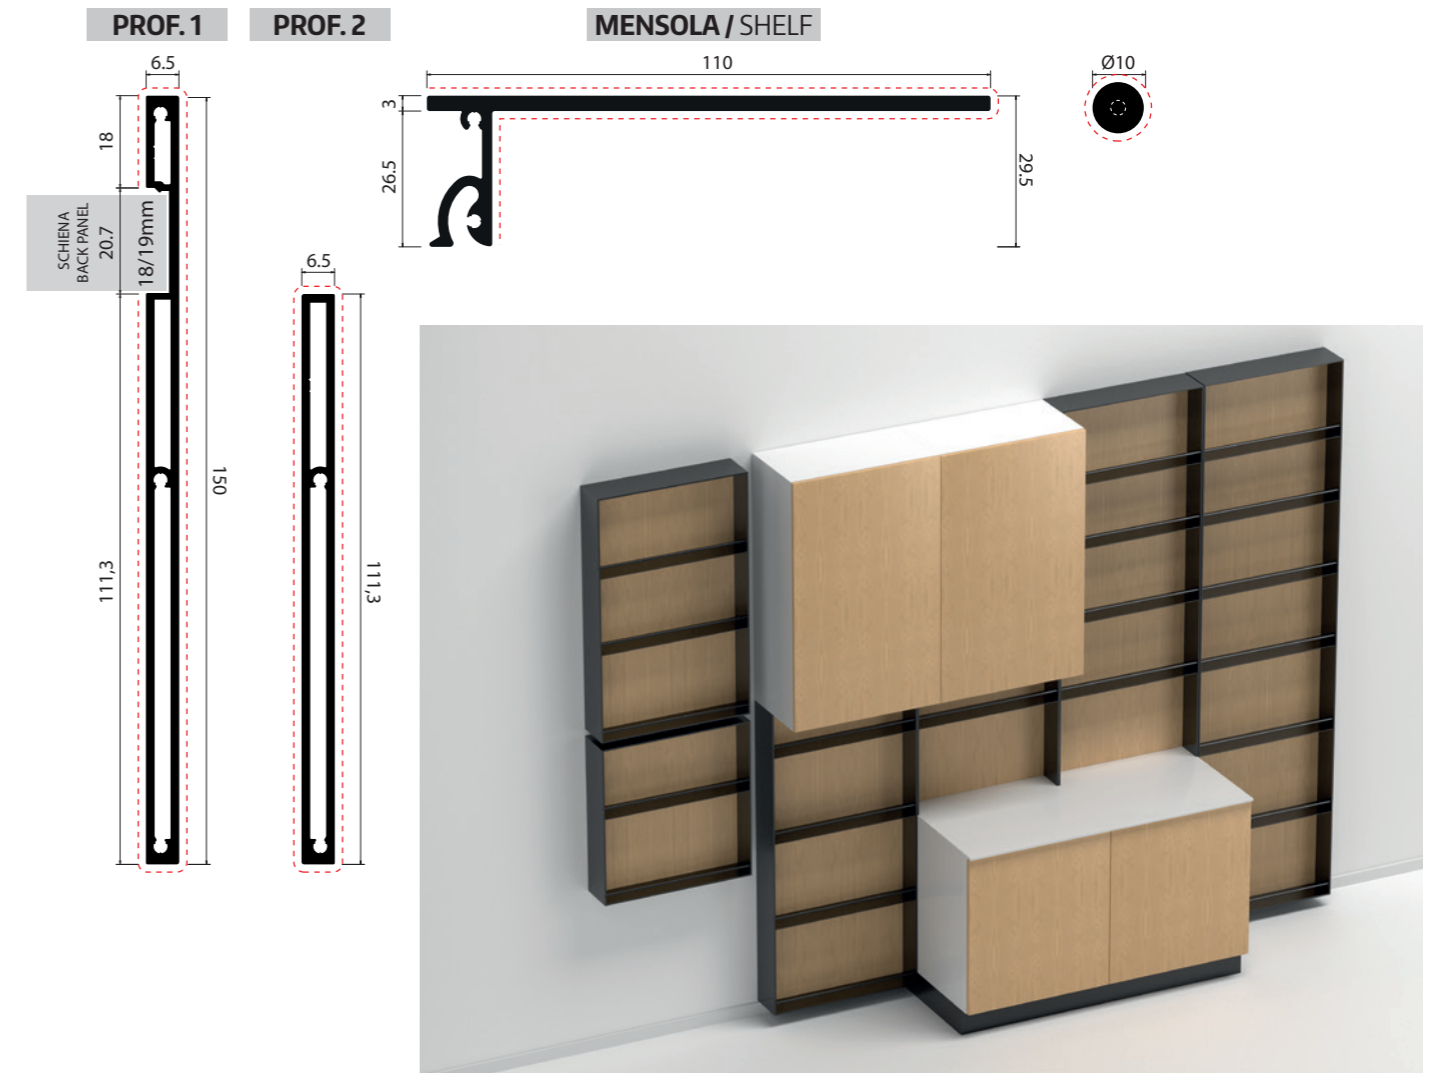 PROF. 1
PROF. 2
MENSOLA / SHELF
6.5
18
SCHIENA
BACK PANEL
20.7
18/19mm
111,3
150
6.5
111,3
110
3
26.5
29.5
Ø10